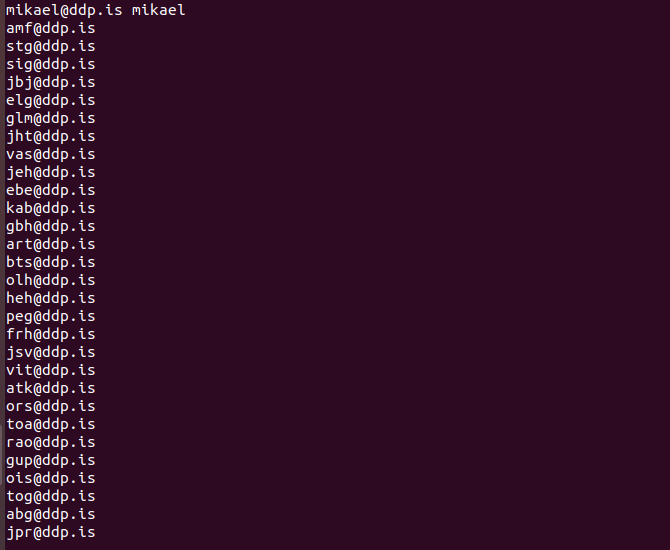 mikael@ddp.is mikael
amf@ddp.is
stg@ddp.is
sig@ddp.is
jbj@ddp.is
elg@ddp.is
glm@ddp.is
jht@ddp.is
vas@ddp.is
jeh@ddp.is
ebe@ddp.is
kab@ddp.is
gbh@ddp.is
art@ddp.is
bts@ddp.is
olh@ddp.is
heh@ddp.is
peg@ddp.is
frh@ddp.is
jsv@ddp.is
vit@ddp.is
atk@ddp.is
ors@ddp.is
toa@ddp.is
rao@ddp.is
gup@ddp.is
ois@ddp.is
tog@ddp.is
abg@ddp.is
jpr@ddp.is